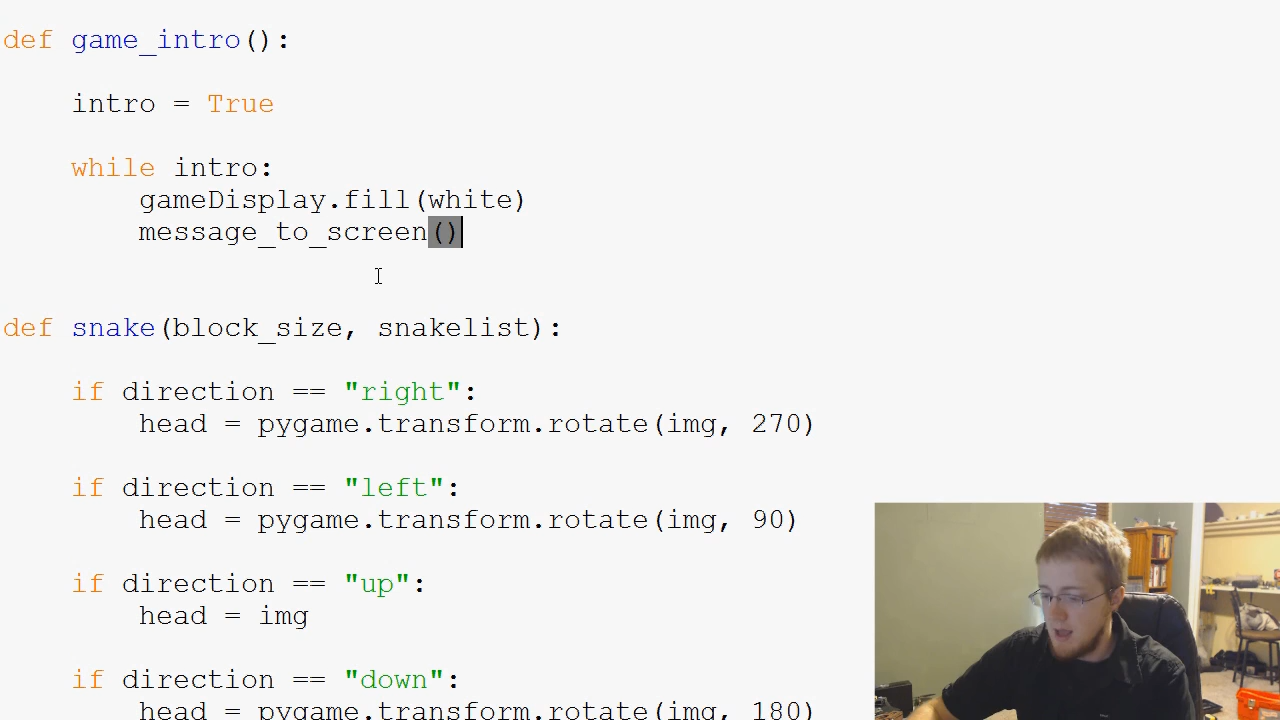 def game_intro():
intro = True
while intro:
gameDisplay.fill(white)
message_to_screen()
def snake(block_size, snakelist):
if direction == "right":
head = pygame.transform.rotate(img, 270)
if direction == "left":
head = pygame.transform.rotate(img, 90)
if direction == "up":
head = img
if direction == "down":
head = pygame.transform.rotate(img, 180)